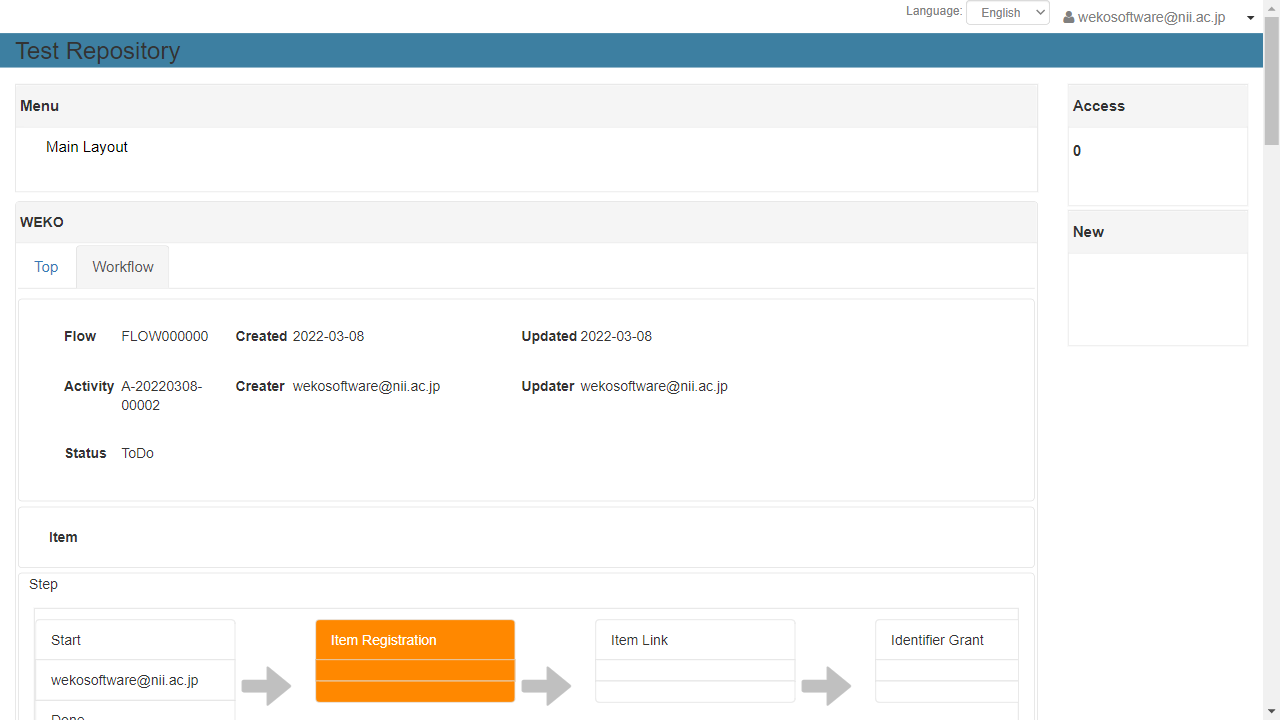 Language: English wekosoftware@nii.ac.jp
Test Repository
Menu
Main Layout
Access
0
New
WEKO
Top Workflow
Flow FLOW000000 Created 2022-03-08 Updated 2022-03-08
Activity A-20220308-00002 Creater wekosoftware@nii.ac.jp Updater wekosoftware@nii.ac.jp
Status ToDo
Item
Step
Start Item Registration Item Link Identifier Grant
wekosoftware@nii.ac.jp
Done